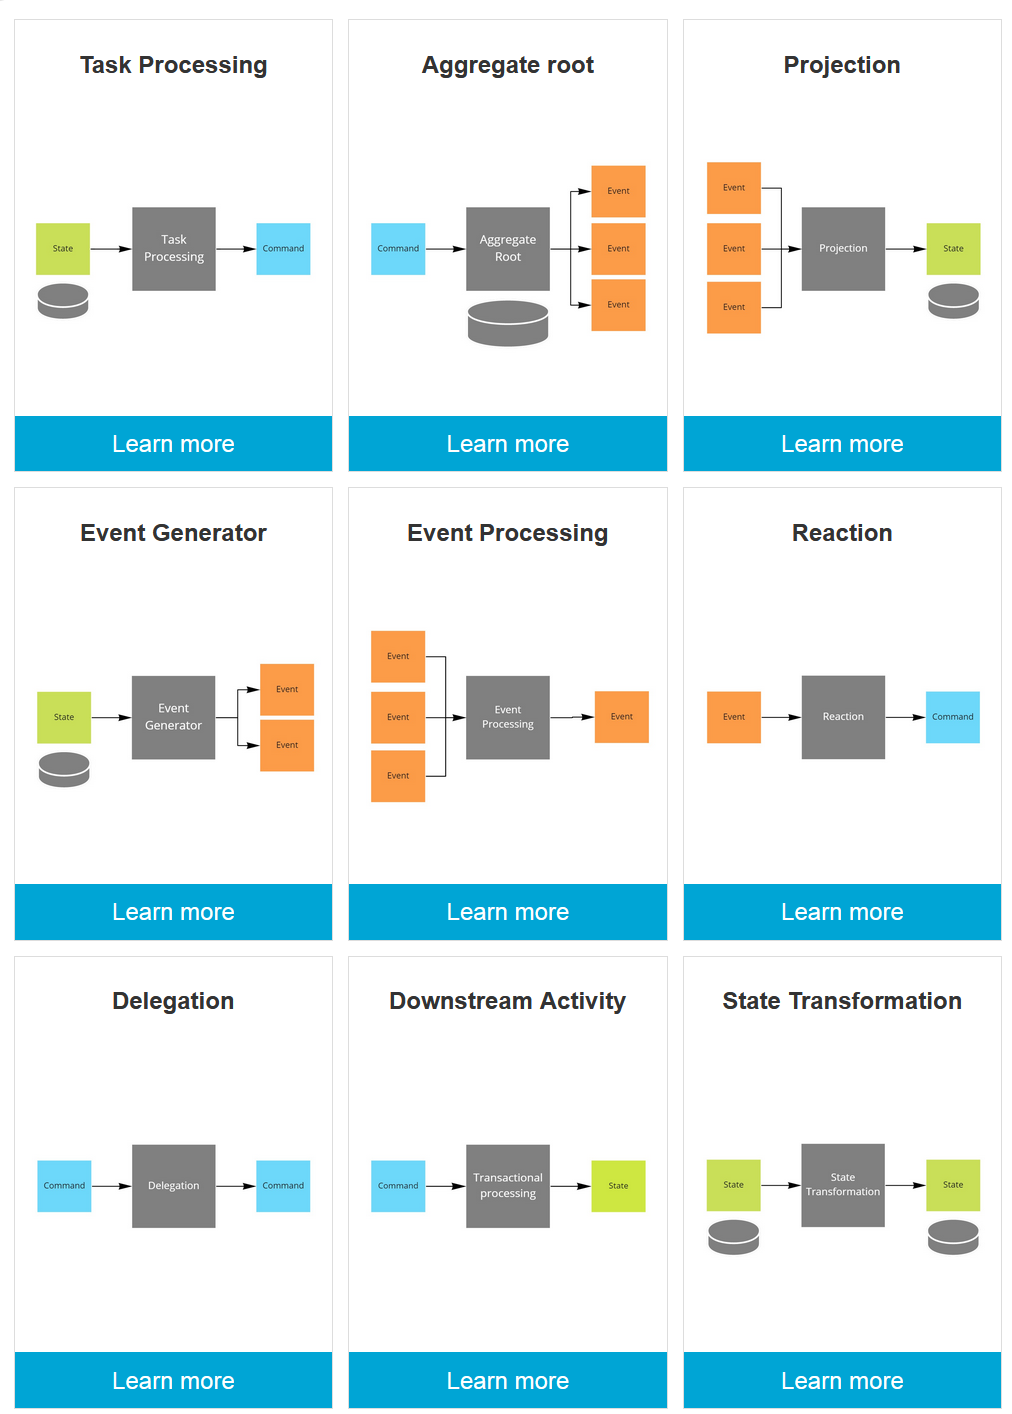 Task Processing
State
Task
Processing
Command
Learn more
Aggregate root
Command
Aggregate
Root
Event
Event
Event
Learn more
Projection
Event
Event
Event
Projection
State
Learn more
Event Generator
State
Event
Generator
Event
Event
Learn more
Event Processing
Event
Event
Event
Event
Processing
Event
Learn more
Reaction
Event
Reaction
Command
Learn more
Delegation
Command
Delegation
Command
Learn more
Downstream Activity
Command
Transactional
processing
State
Learn more
State Transformation
State
State
Transformation
State
Learn more